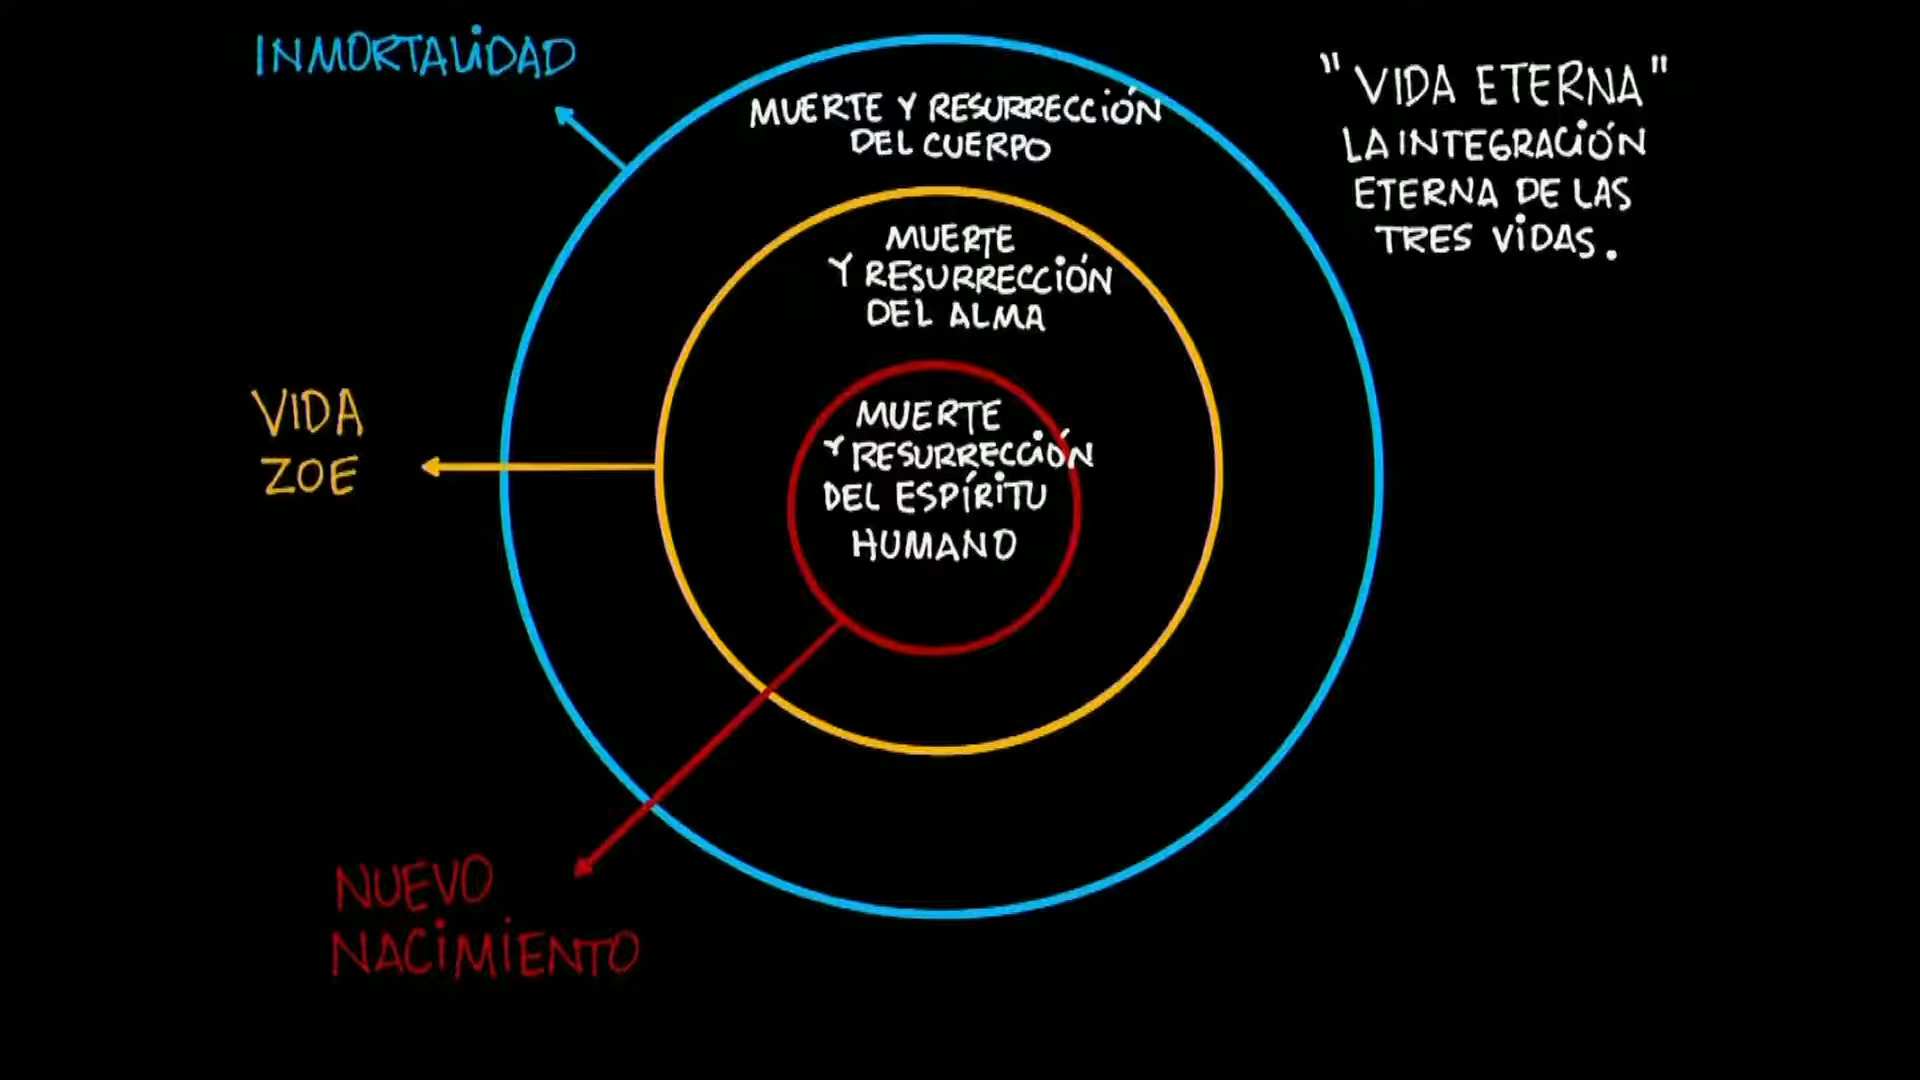 INMORTALIDAD
MUERTE Y RESURRECCIÓN
DEL CUERPO
"VIDA ETERNA"
LA INTEGRACIÓN
ETERNA DE LAS
TRES VIDAS.
MUERTE
Y RESURRECCIÓN
DEL ALMA
VIDA
ZOE
MUERTE
Y RESURRECCIÓN
DEL ESPÍRITU
HUMANO
NUEVO
NACIMIENTO